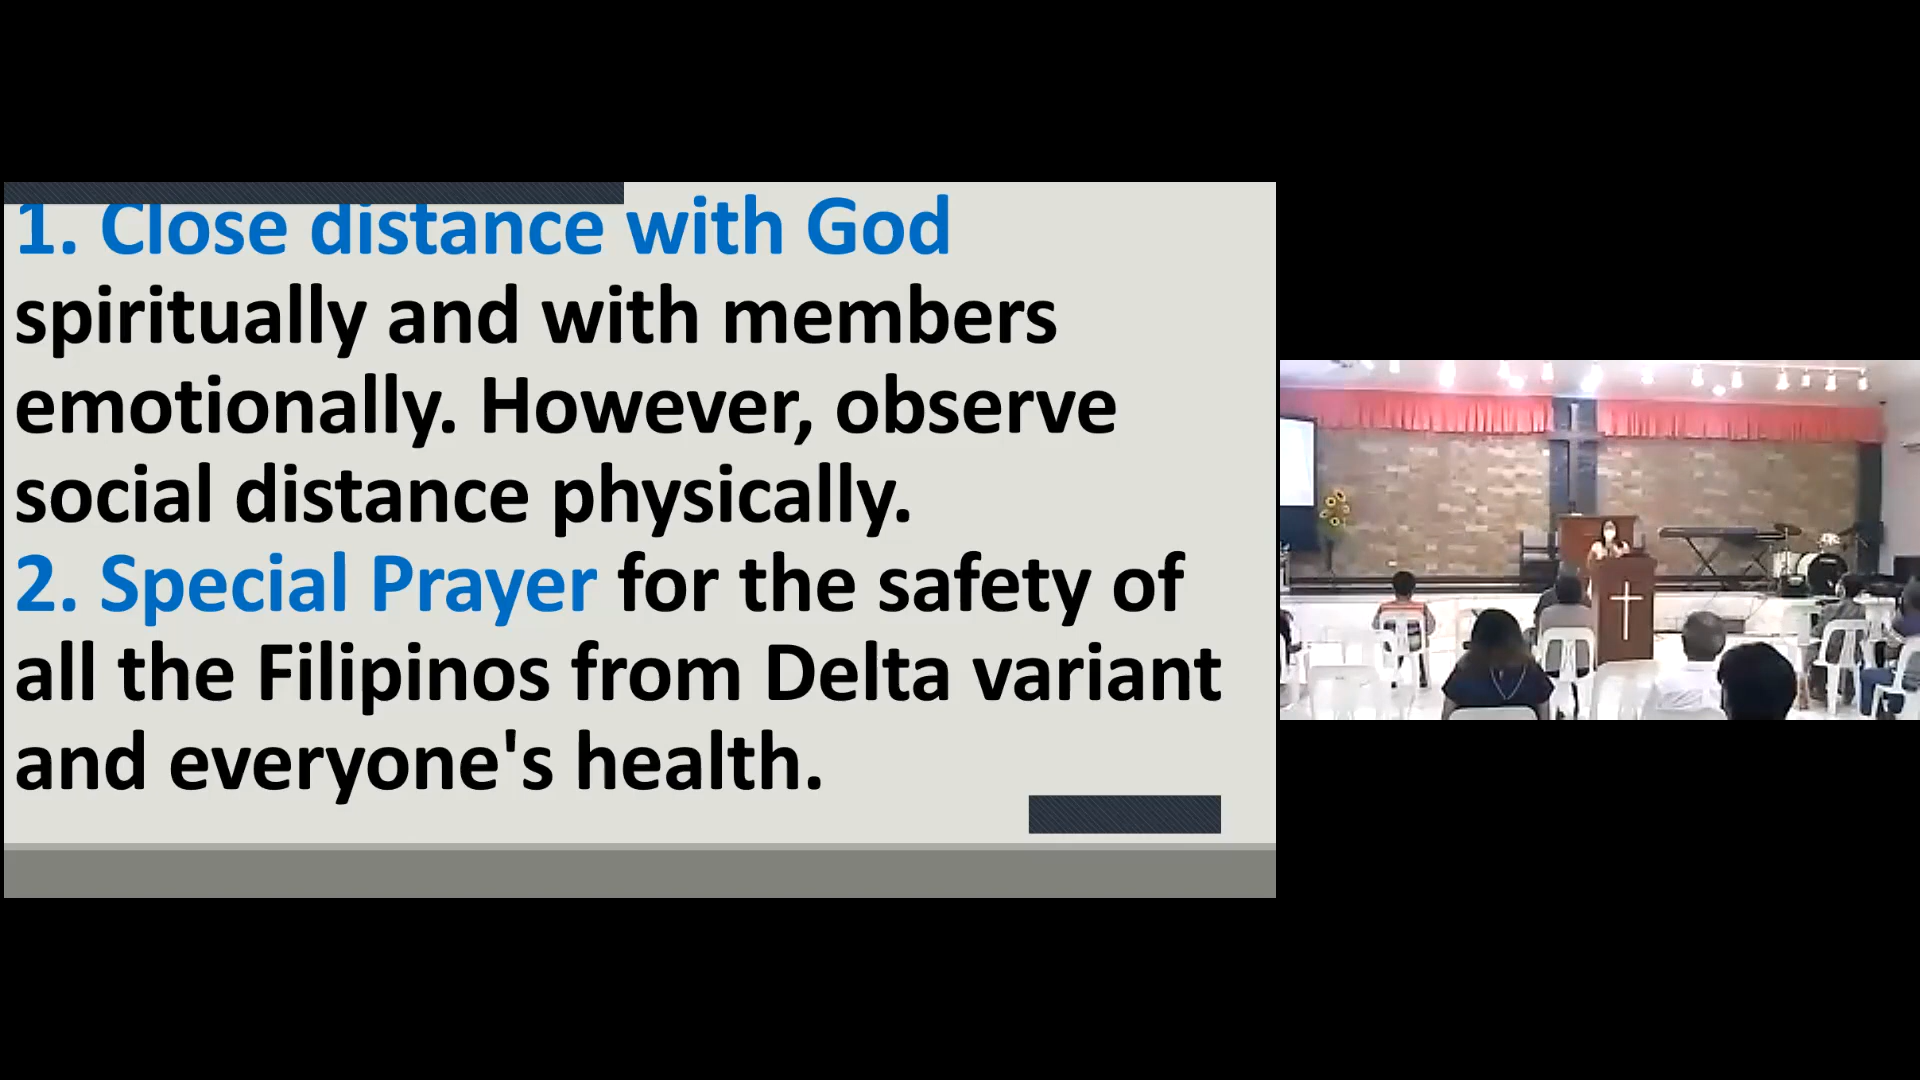 1. Close distance with God
spiritually and with members
emotionally. However, observe
social distance physically.
2. Special Prayer for the safety of
all the Filipinos from Delta variant
and everyone's health.